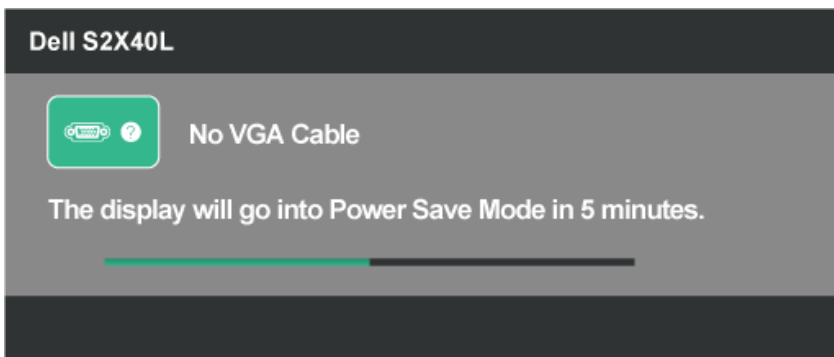 Dell S2X40L
No VGA Cable
The display will go into Power Save Mode in 5 minutes.